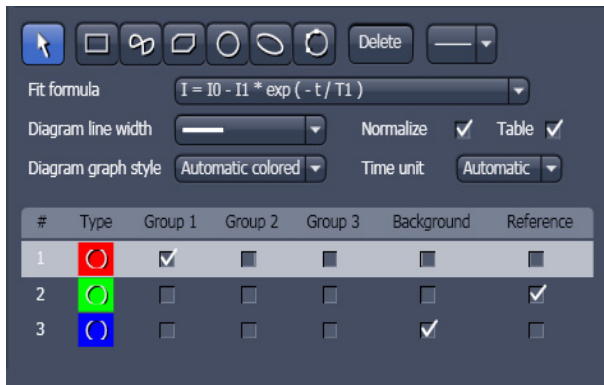 Delete
Fit formula I = I0 - I1 * exp ( - t / T1 )
Diagram line width Normalize Table
Diagram graph style Automatic colored Time unit Automatic
# Type Group 1 Group 2 Group 3 Background Reference
1
2
3